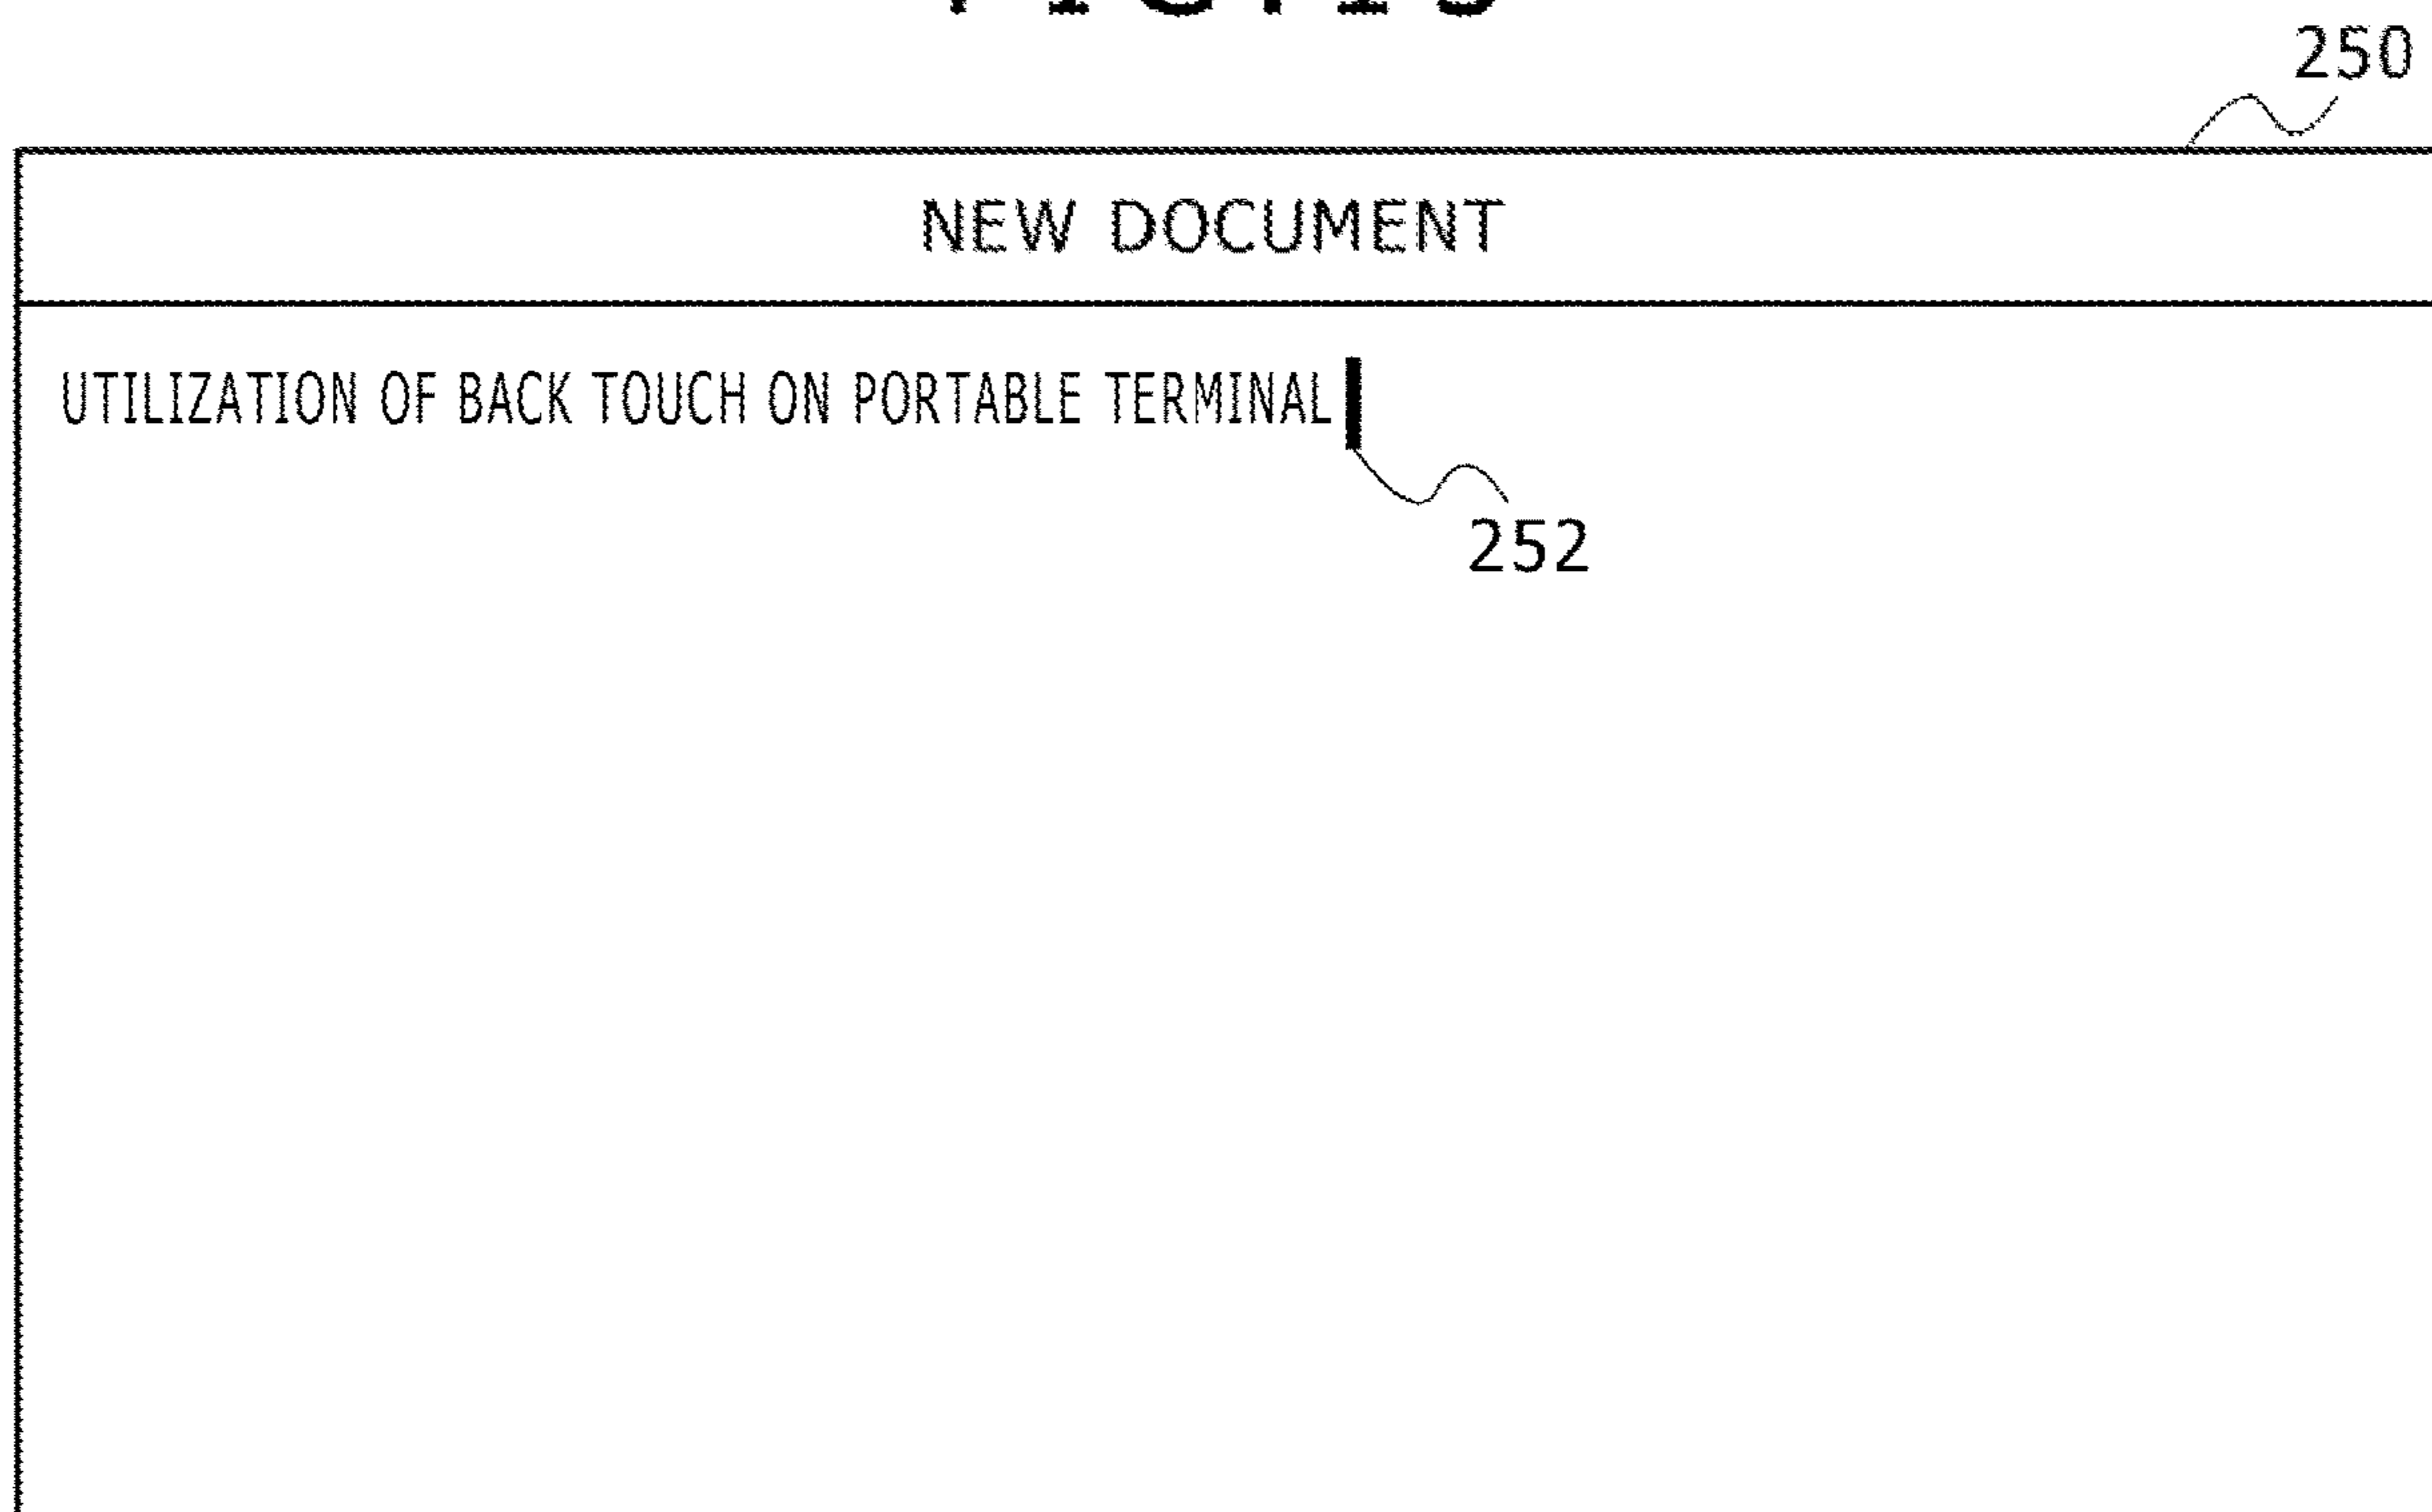 250
NEW DOCUMENT
UTILIZATION OF BACK TOUCH ON PORTABLE TERMINAL
252